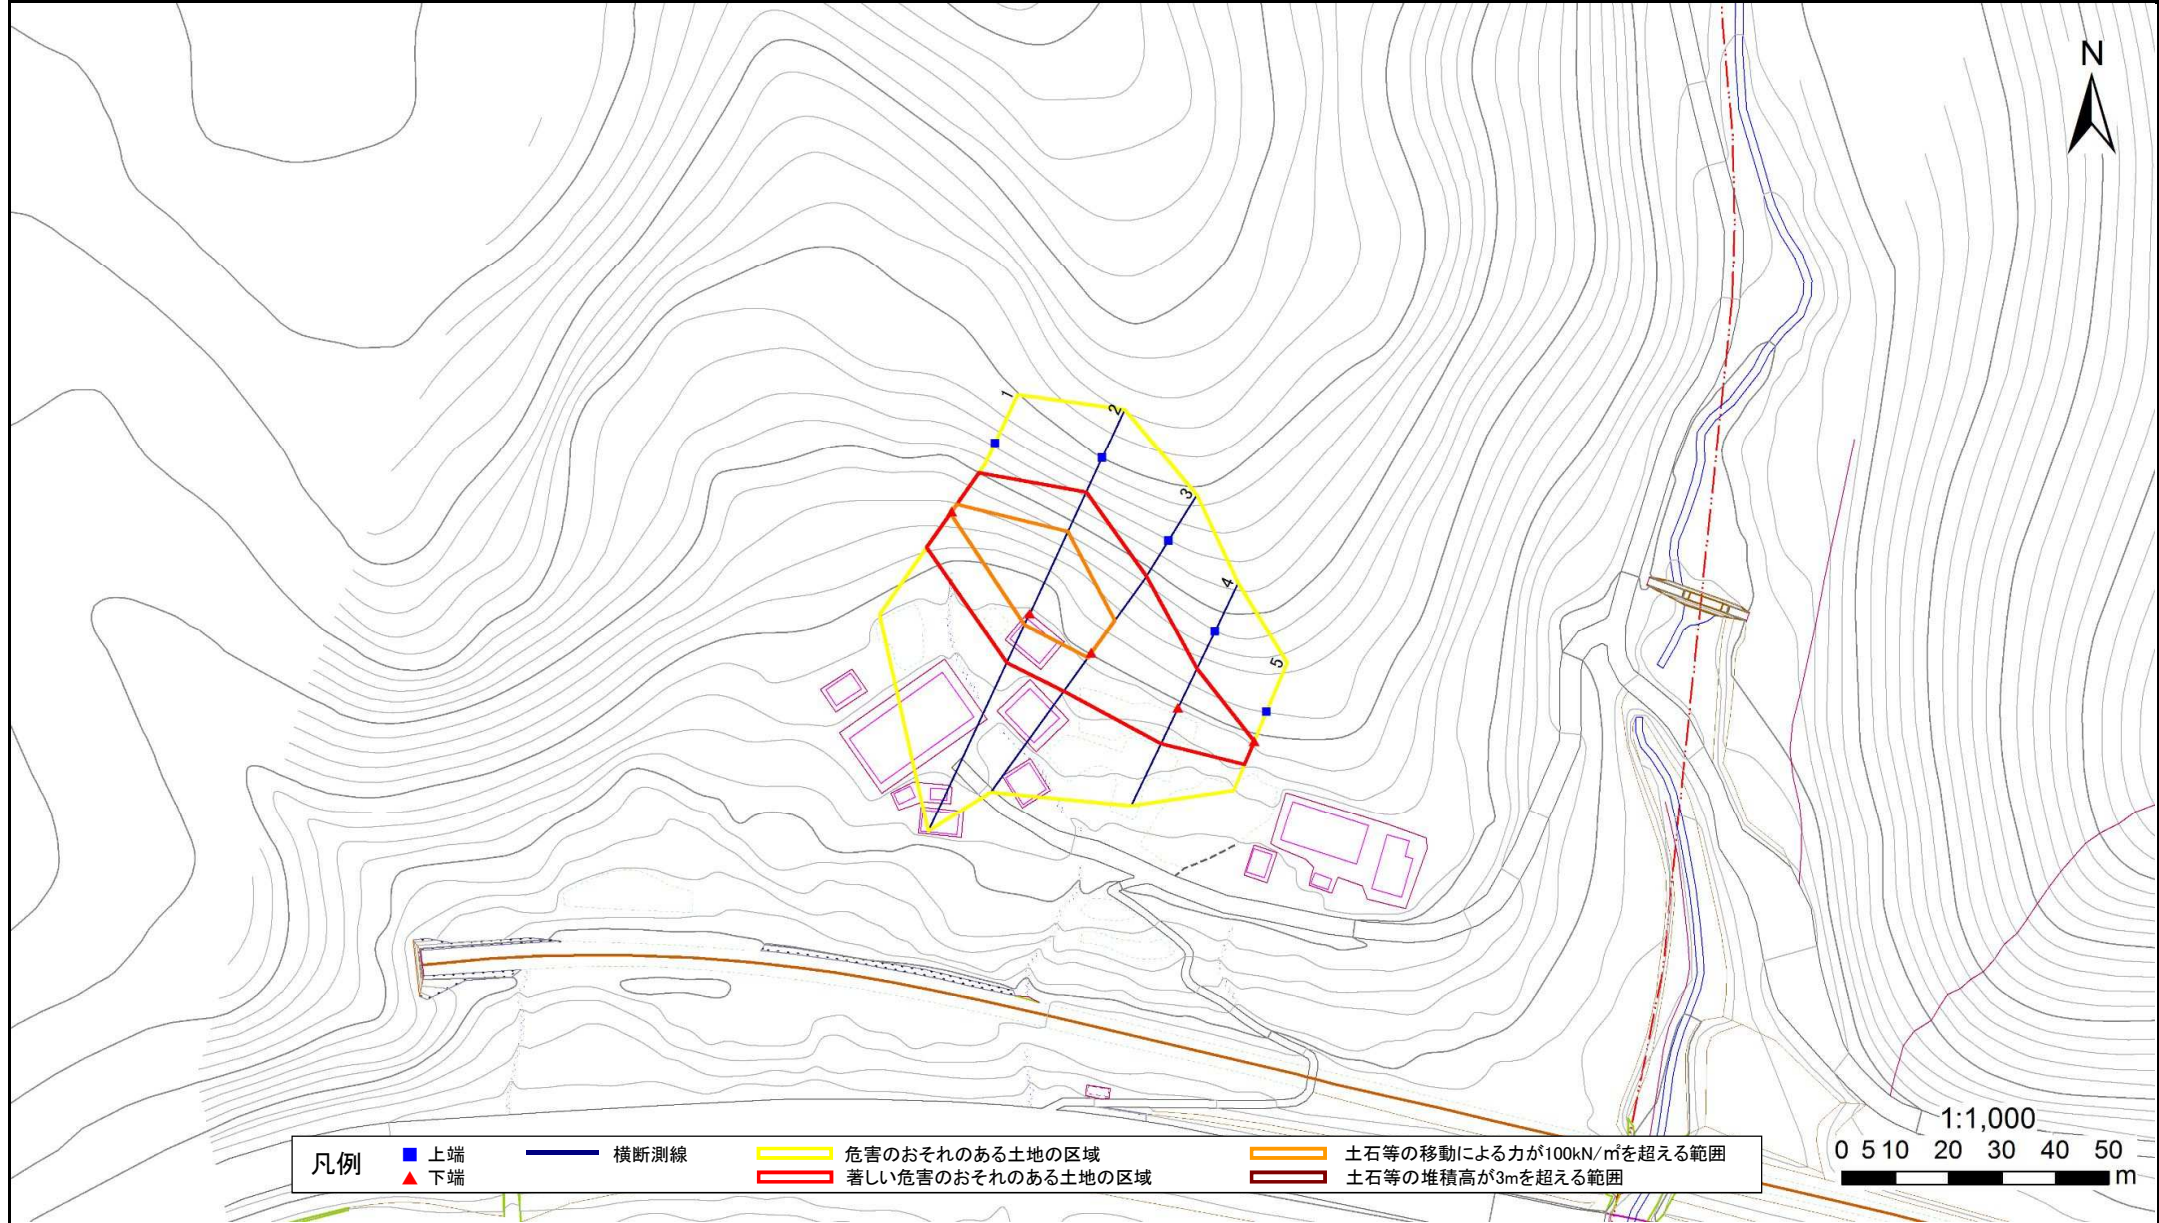 N
1
2
3
4
5
1:1,000
0 5 10 20 30 40 50
m
凡例
上端
下端
横断測線
危害のおそれのある土地の区域
著しい危害のおそれのある土地の区域
土石等の移動による力が100kN/㎡を超える範囲
土石等の堆積高が3mを超える範囲